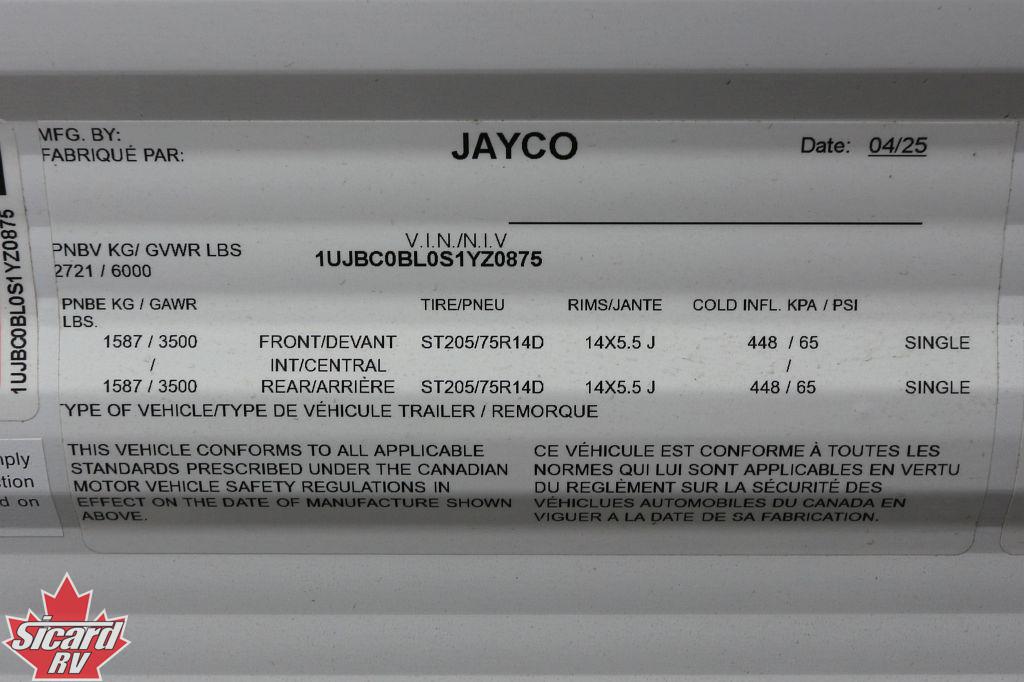 MFG. BY:
FABRIQUÉ PAR:
JAYCO
Date: 04/25
V.I.N./N.I.V
PNBV KG/ GVWR LBS
1UJBC0BL0S1YZ0875
2721 / 6000
PNBE KG / GAWR LBS. TIRE/PNEU RIMS/JANTE COLD INFL. KPA / PSI
1587 / 3500 FRONT/DEVANT ST205/75R14D 14X5.5 J 448 / 65 SINGLE
/ INT/CENTRAL /
1587 / 3500 REAR/ARRIÈRE ST205/75R14D 14X5.5 J 448 / 65 SINGLE
TYPE OF VEHICLE/TYPE DE VÉHICULE TRAILER / REMORQUE
THIS VEHICLE CONFORMS TO ALL APPLICABLE
STANDARDS PRESCRIBED UNDER THE CANADIAN
MOTOR VEHICLE SAFETY REGULATIONS IN
EFFECT ON THE DATE OF MANUFACTURE SHOWN
ABOVE.
CE VÉHICULE EST CONFORME À TOUTES LES
NORMES QUI LUI SONT APPLICABLES EN VERTU
DU REGLÈMENT SUR LA SÉCURITÉ DES
VÉHICLUES AUTOMOBILES DU CANADA EN
VIGUER A LA DATE DE SA FABRICATION.
1UJBC0BL0S1YZ0875
d on
Sicard
RV